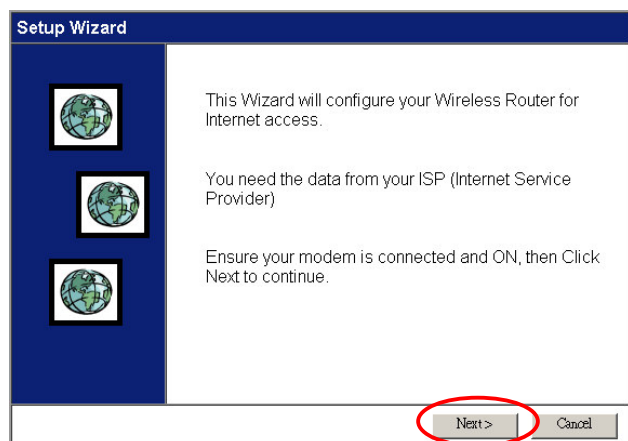 Setup Wizard
This Wizard will configure your Wireless Router for
Internet access.
You need the data from your ISP (Internet Service
Provider)
Ensure your modem is connected and ON, then Click
Next to continue.
Next >
Cancel